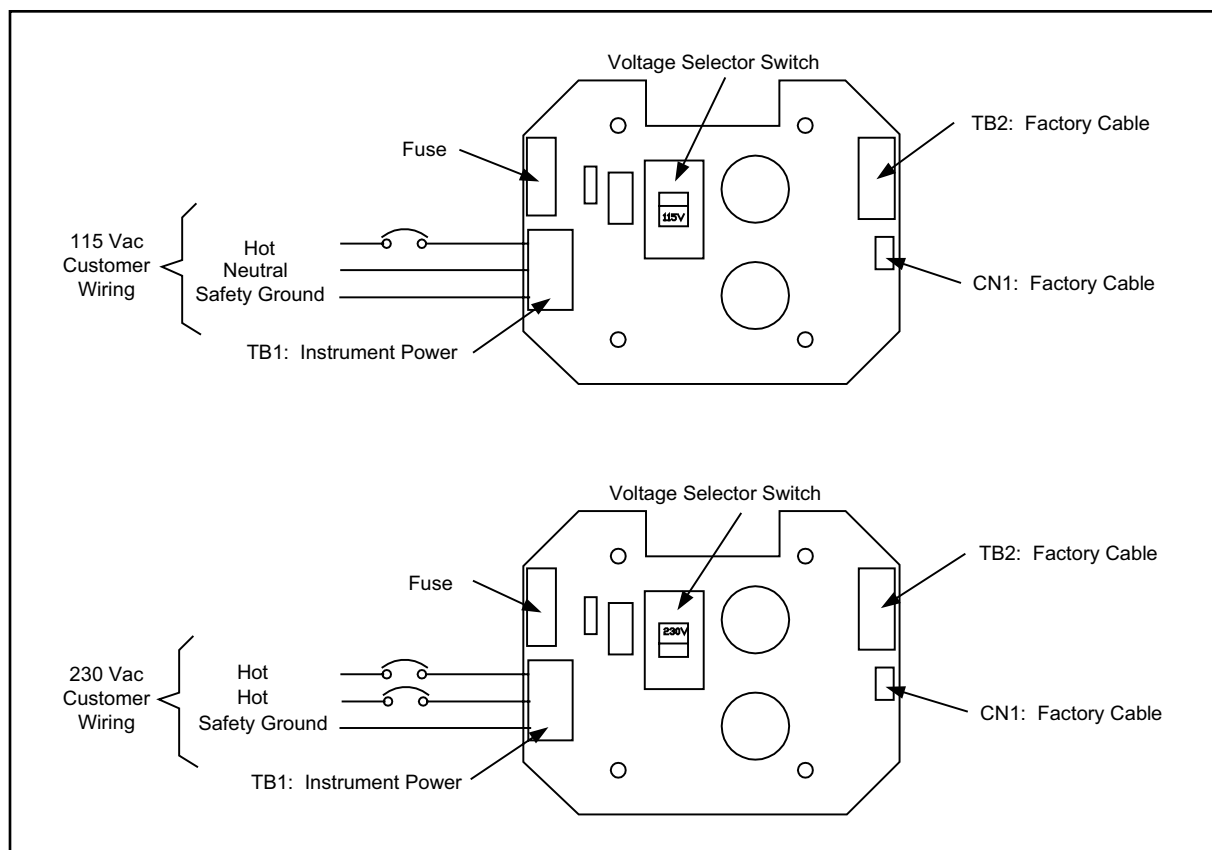 Voltage Selector Switch
TB2: Factory Cable
Fuse
115V
115 Vac
Customer
Wiring
Hot
Neutral
Safety Ground
CN1: Factory Cable
TB1: Instrument Power
Voltage Selector Switch
TB2: Factory Cable
Fuse
230V
230 Vac
Customer
Wiring
Hot
Hot
Safety Ground
CN1: Factory Cable
TB1: Instrument Power